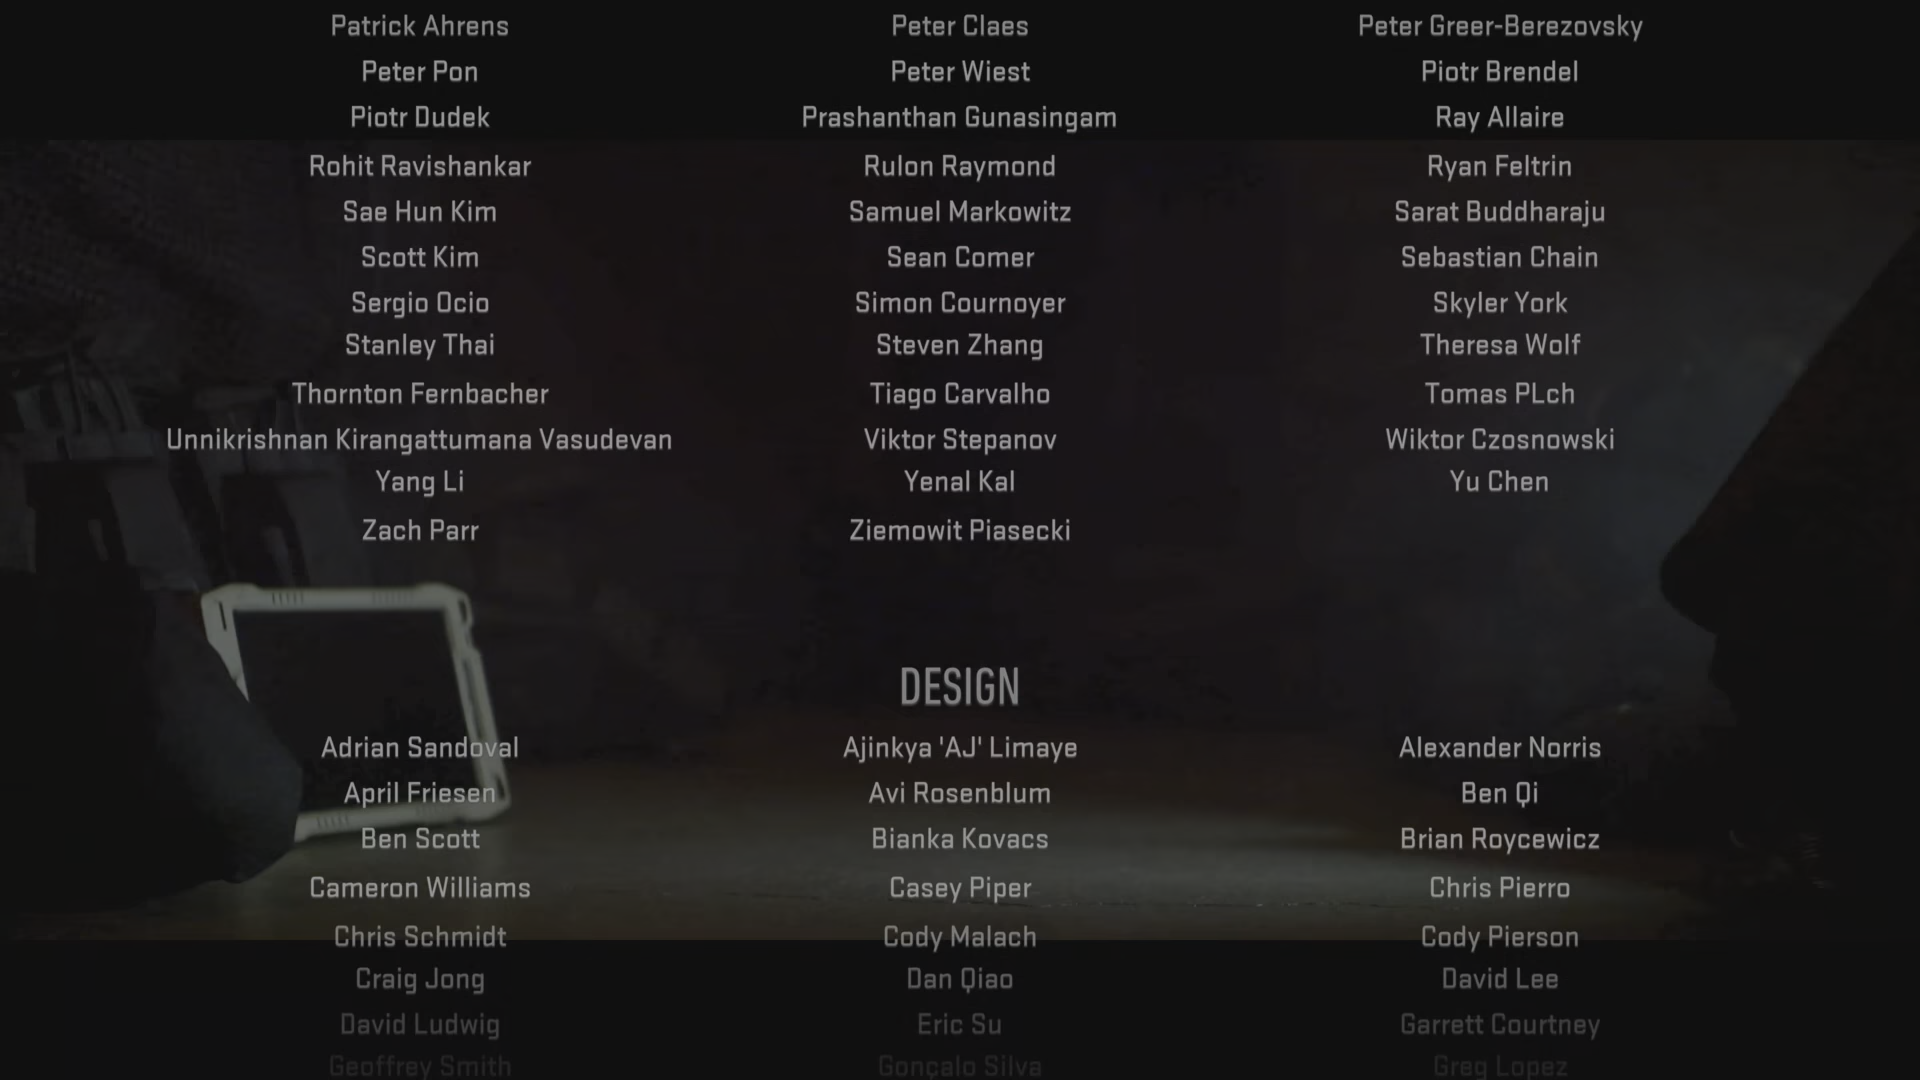 Patrick Ahrens Peter Claes Peter Greer-Berezovsky
Peter Pon Peter Wiest Piotr Brendel
Piotr Dudek Prashanthan Gunasingam Ray Allaire
Rohit Ravishankar Rulon Raymond Ryan Feltrin
Sae Hun Kim Samuel Markowitz Sarat Buddharaju
Scott Kim Sean Comer Sebastian Chain
Sergio Ocio Simon Cournoyer Skyler York
Stanley Thai Steven Zhang Theresa Wolf
Thornton Fernbacher Tiago Carvalho Tomas PLch
Unnikrishnan Kirangattumana Vasudevan Viktor Stepanov Wiktor Czosnowski
Yang Li Yenal Kal Yu Chen
Zach Parr Ziemowit Piasecki
DESIGN
Adrian Sandoval Ajinkya 'AJ' Limaye Alexander Norris
April Friesen Avi Rosenblum Ben Qi
Ben Scott Bianka Kovacs Brian Roycewicz
Cameron Williams Casey Piper Chris Pierro
Chris Schmidt Cody Malach Cody Pierson
Craig Jong Dan Qiao David Lee
David Ludwig Eric Su Garrett Courtney
Geoffrey Smith Gonçalo Silva Greg Lopez